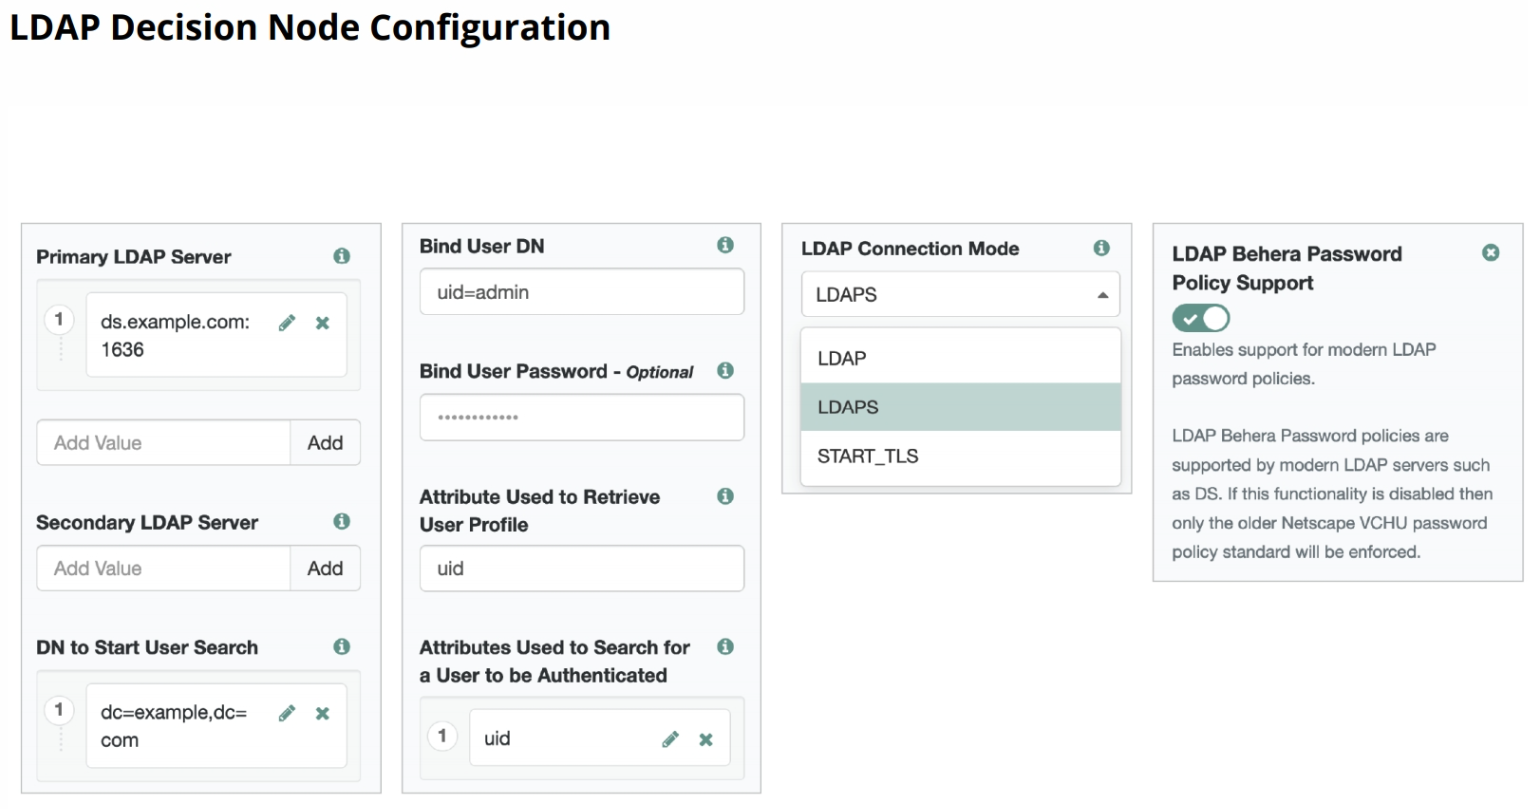 LDAP Decision Node Configuration
Primary LDAP Server
1
ds.example.com:
1636
Add Value
Add
Secondary LDAP Server
Add Value
Add
DN to Start User Search
1
dc=example,dc=
com
Bind User DN
uid=admin
Bind User Password - Optional
••••••••••••
Attribute Used to Retrieve
User Profile
uid
Attributes Used to Search for
a User to be Authenticated
1
uid
LDAP Connection Mode
LDAPS
LDAP
LDAPS
START_TLS
LDAP Behera Password
Policy Support
Enables support for modern LDAP
password policies.
LDAP Behera Password policies are
supported by modern LDAP servers such
as DS. If this functionality is disabled then
only the older Netscape VCHU password
policy standard will be enforced.